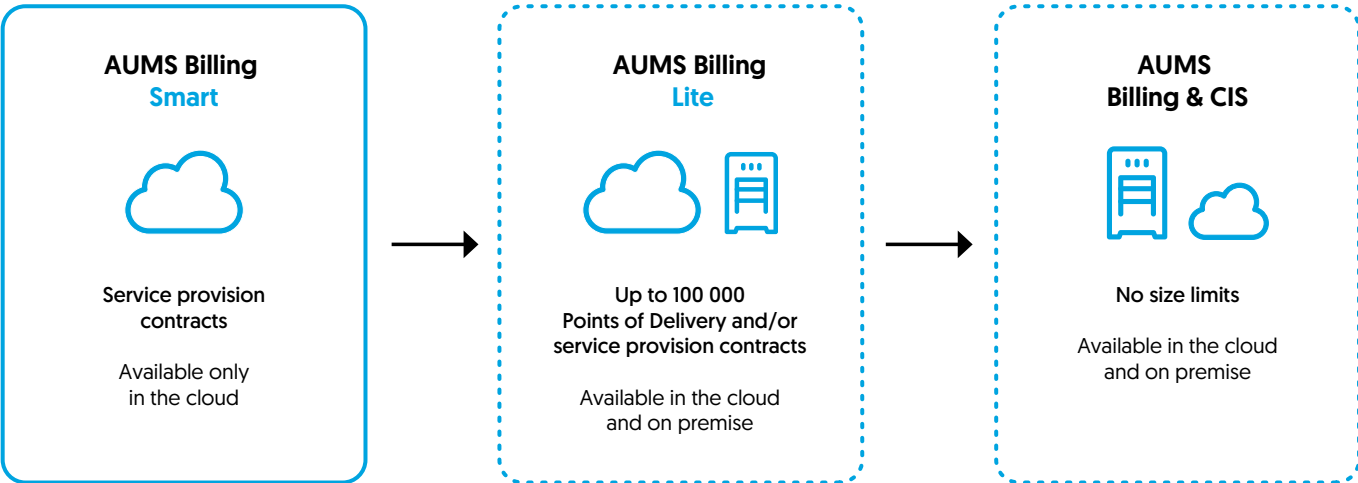 AUMS Billing
Smart
Service provision
contracts
Available only
in the cloud
AUMS Billing
Lite
Up to 100 000
Points of Delivery and/or
service provision contracts
Available in the cloud
and on premise
AUMS
Billing & CIS
No size limits
Available in the cloud
and on premise